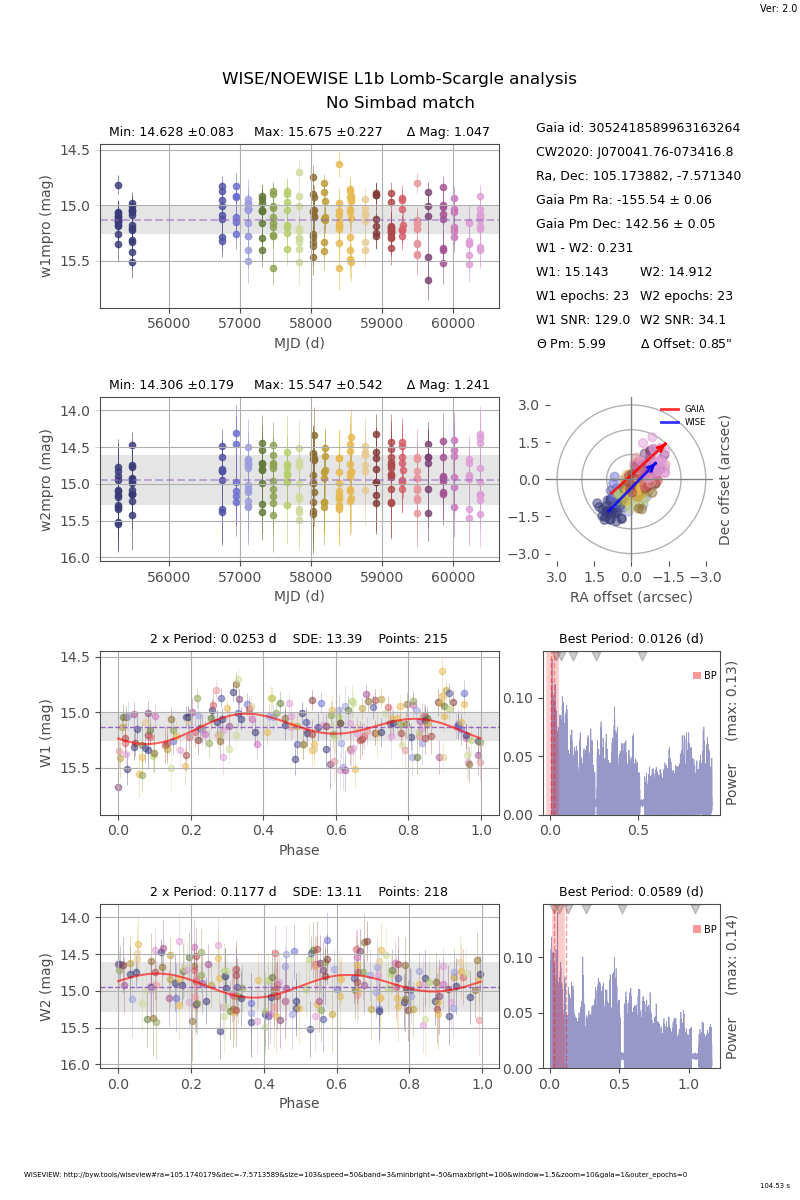 Ver: 2.0
WISE/NOEWISE L1b Lomb-Scargle analysis
No Simbad match
Min: 14.628 ±0.083 Max: 15.675 ±0.227 Δ Mag: 1.047
14.5
15.0
15.5
w1mpro (mag)
56000 57000 58000 59000 60000
MJD (d)
Gaia id: 3052418589963163264
CW2020: J070041.76-073416.8
Ra, Dec: 105.173882, -7.571340
Gaia Pm Ra: -155.54 ± 0.06
Gaia Pm Dec: 142.56 ± 0.05
W1 - W2: 0.231
W1: 15.143 W2: 14.912
W1 epochs: 23 W2 epochs: 23
W1 SNR: 129.0 W2 SNR: 34.1
Θ Pm: 5.99 Δ Offset: 0.85"
Min: 14.306 ±0.179 Max: 15.547 ±0.542 Δ Mag: 1.241
14.0
14.5
15.0
15.5
16.0
w2mpro (mag)
56000 57000 58000 59000 60000
MJD (d)
GAIA
WISE
3.0
1.5
0.0
−1.5
−3.0
3.0 1.5 0.0 −1.5 −3.0
RA offset (arcsec)
Dec offset (arcsec)
2 x Period: 0.0253 d SDE: 13.39 Points: 215
14.5
15.0
15.5
W1 (mag)
0.0 0.2 0.4 0.6 0.8 1.0
Phase
Best Period: 0.0126 (d)
BP
0.10
0.05
0.00
0.0 0.5
Power (max: 0.13)
2 x Period: 0.1177 d SDE: 13.11 Points: 218
14.0
14.5
15.0
15.5
16.0
W2 (mag)
0.0 0.2 0.4 0.6 0.8 1.0
Phase
Best Period: 0.0589 (d)
BP
0.10
0.05
0.00
0.0 0.5 1.0
Power (max: 0.14)
WISEVIEW: http://byw.tools/wiseview#ra=105.1740179&dec=-7.5713589&size=103&speed=50&band=3&minbright=-50&maxbright=100&window=1.5&zoom=10&gaia=1&outer_epochs=0
104.53 s